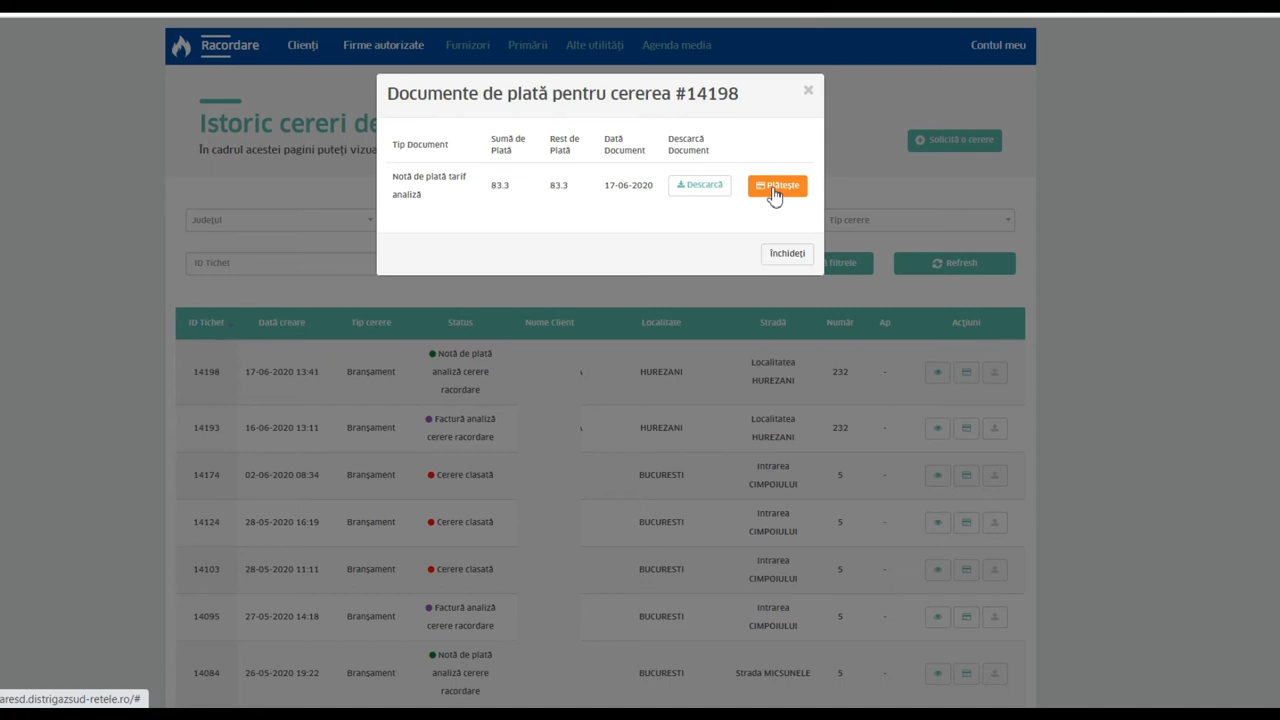 Racordare Clienți Firme autorizate Furnizori Primării Alte utilități Agenda media Contul meu
Documente de plată pentru cererea #14198 ×
Tip Document Sumă de Plată Rest de Plată Dată Document Descarcă Document
Notă de plată tarif analiză 83.3 83.3 17-06-2020 Descarcă Plătește
Închideți
Istoric cereri de
În cadrul acestei pagini puteți vizua
Solicită o cerere
Județul Tip cerere
ID Tichet filtrele Refresh
ID Tichet Dată creare Tip cerere Status Nume Client Localitate Stradă Număr Ap Acțiuni
14198 17-06-2020 13:41 Branșament Notă de plată analiză cerere racordare HUREZANI Localitatea HUREZANI 232 -
14193 16-06-2020 13:11 Branșament Factură analiză cerere racordare HUREZANI Localitatea HUREZANI 232 -
14174 02-06-2020 08:34 Branșament Cerere clasată BUCURESTI Intrarea CIMPOIULUI 5 -
14124 28-05-2020 16:19 Branșament Cerere clasată BUCURESTI Intrarea CIMPOIULUI 5 -
14103 28-05-2020 11:11 Branșament Cerere clasată BUCURESTI Intrarea CIMPOIULUI 5 -
14095 27-05-2020 14:18 Branșament Factură analiză cerere racordare BUCURESTI Intrarea CIMPOIULUI 5 -
14084 26-05-2020 19:22 Branșament Notă de plată analiză cerere racordare BUCURESTI Strada MICSUNELE 5 -
aresd.distrigazsud-retele.ro/#